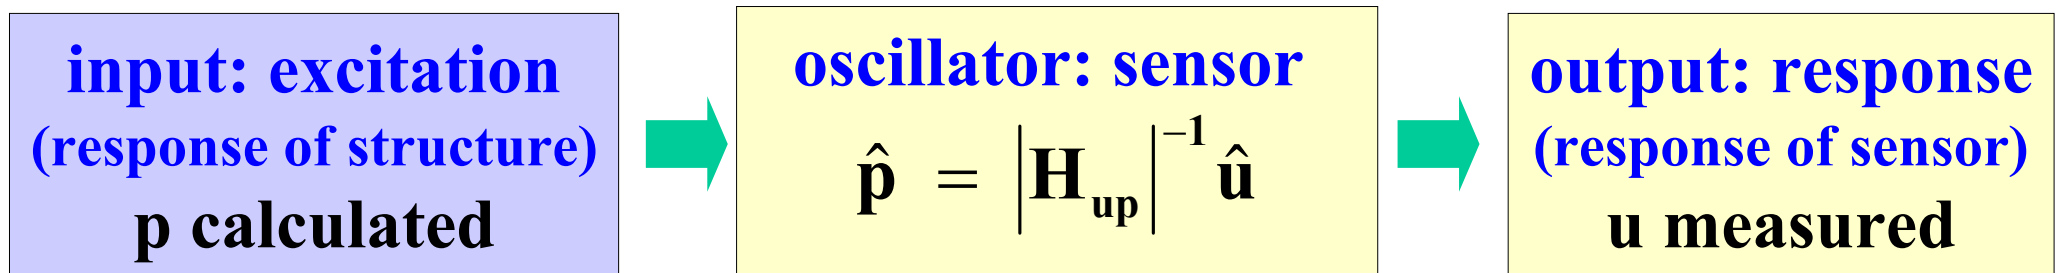 input: excitation
(response of structure)
p calculated
oscillator: sensor
p̂ = |H_up|^−1 û
output: response
(response of sensor)
u measured